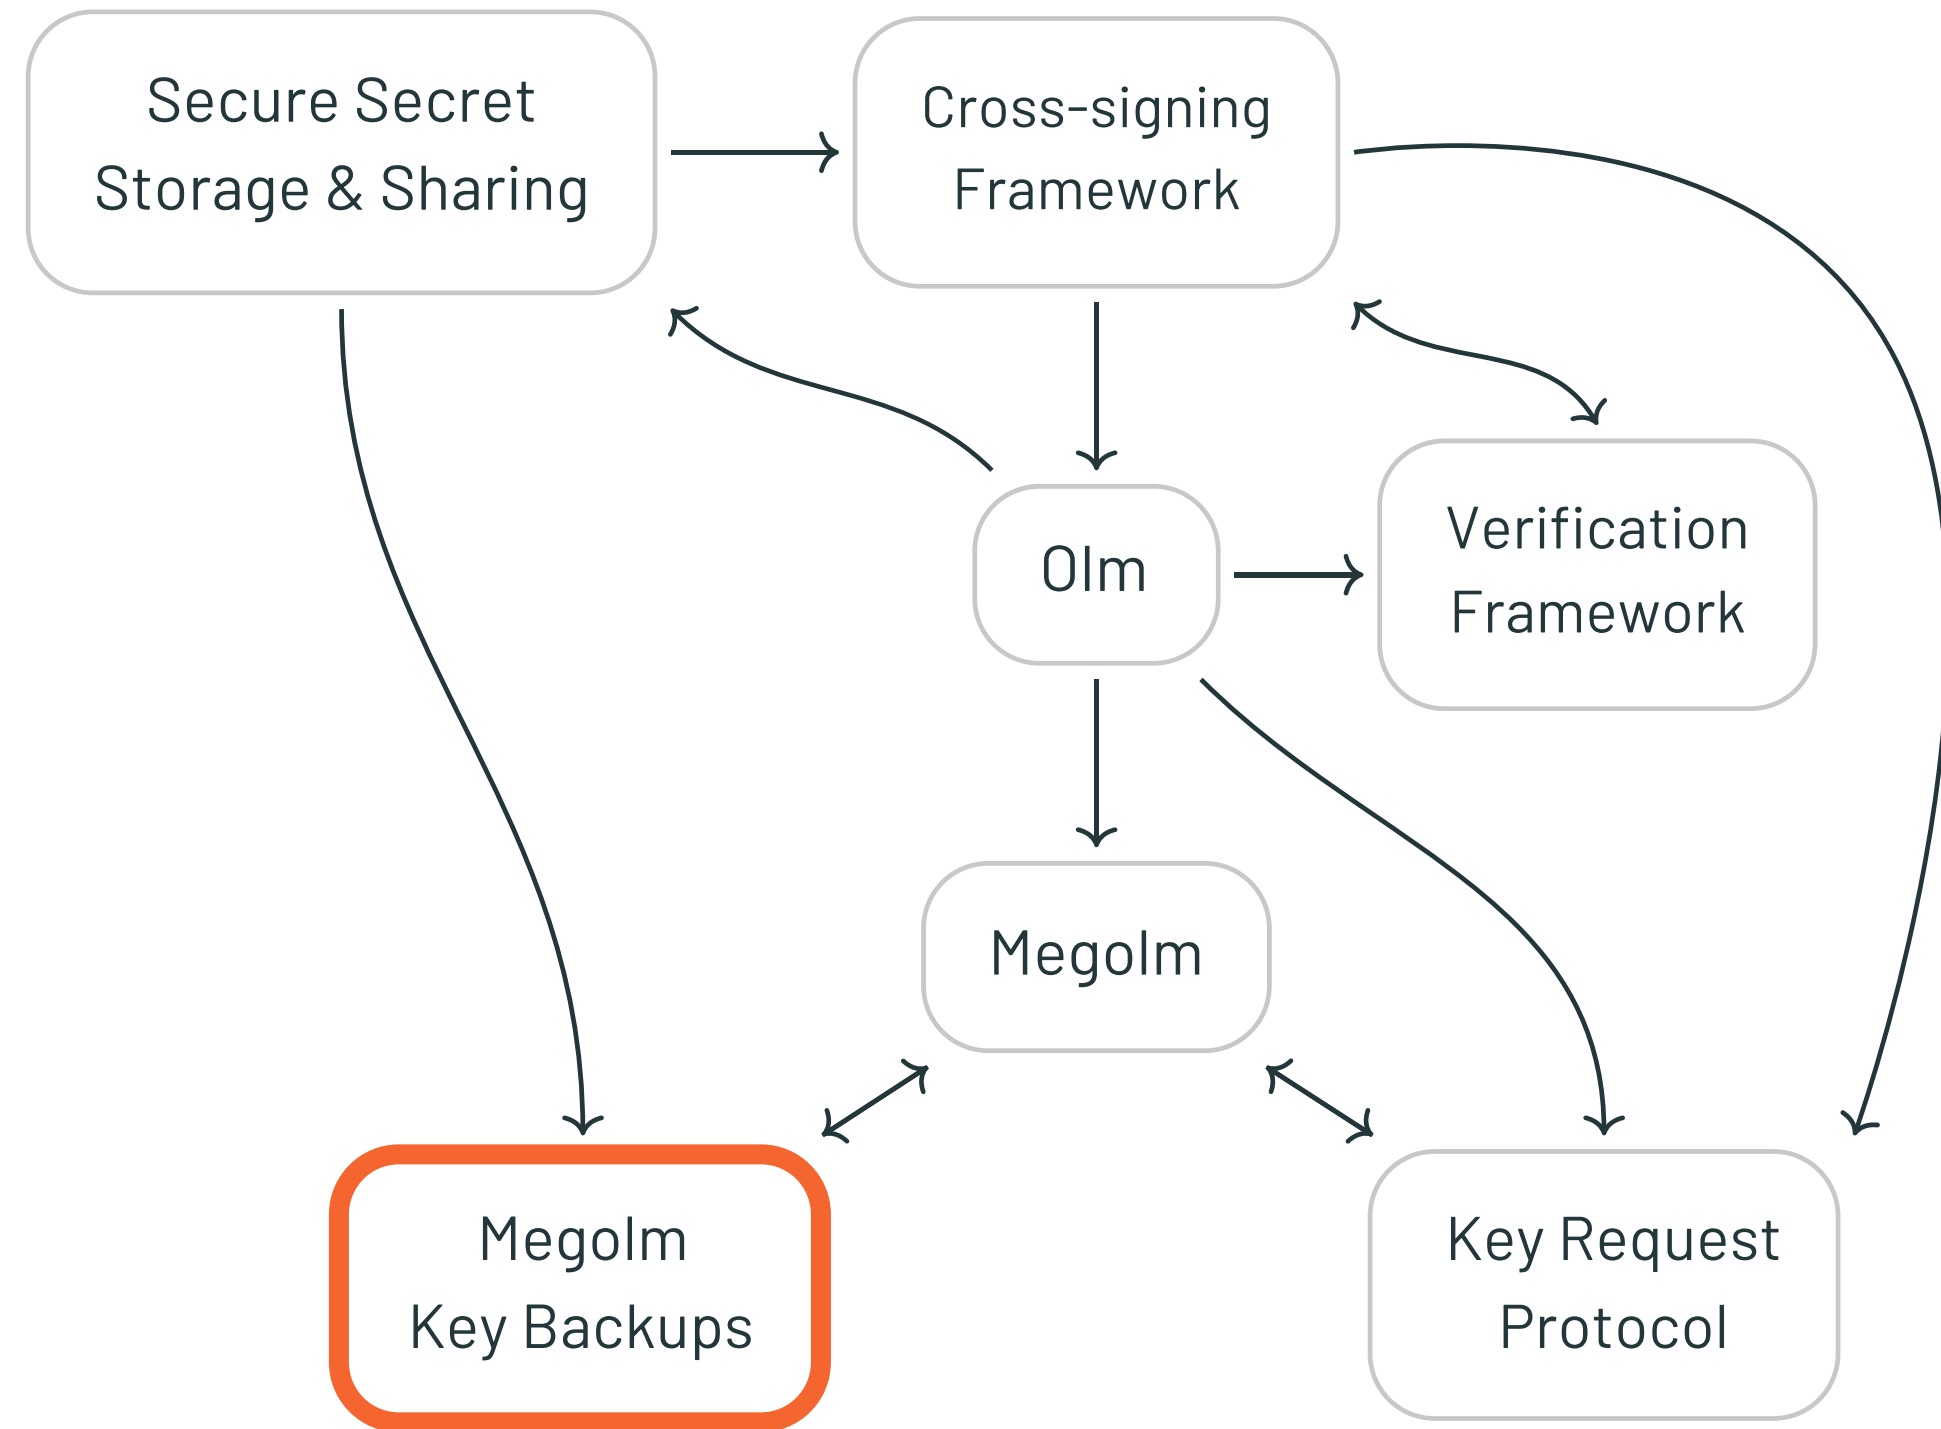 Secure Secret
Storage & Sharing
Cross-signing
Framework
Olm
Verification
Framework
Megolm
Megolm
Key Backups
Key Request
Protocol